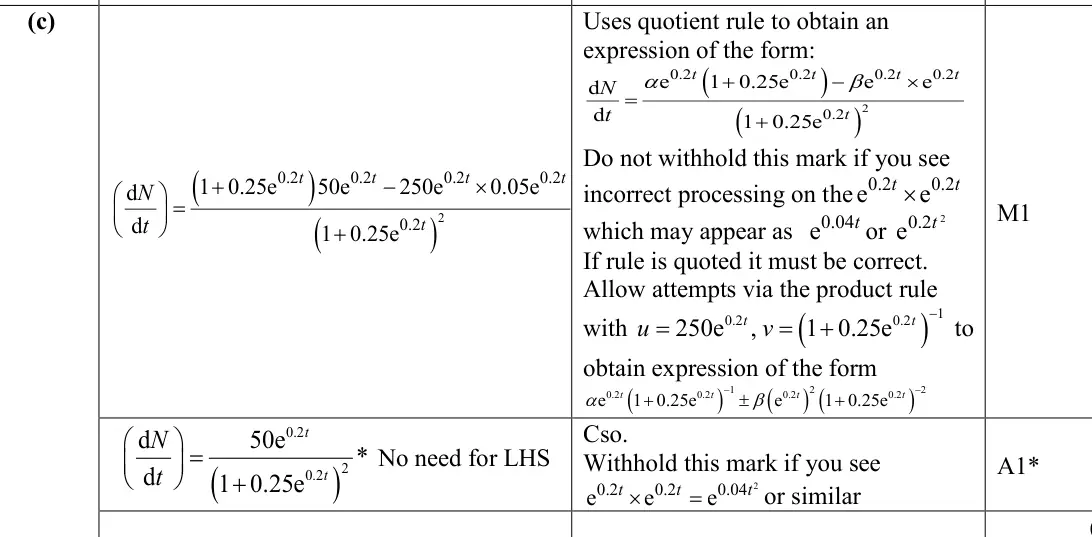 (c)
(dN/dt) = ((1+0.25e^{0.2t})50e^{0.2t} − 250e^{0.2t} × 0.05e^{0.2t}) / (1+0.25e^{0.2t})^2
Uses quotient rule to obtain an
expression of the form:
dN/dt = (αe^{0.2t}(1+0.25e^{0.2t}) − βe^{0.2t} × e^{0.2t}) / (1+0.25e^{0.2t})^2
Do not withhold this mark if you see
incorrect processing on the e^{0.2t} × e^{0.2t}
which may appear as e^{0.04t} or e^{0.2t^2}
If rule is quoted it must be correct.
Allow attempts via the product rule
with u = 250e^{0.2t}, v = (1+0.25e^{0.2t})^{−1} to
obtain expression of the form
αe^{0.2t}(1+0.25e^{0.2t})^{−1} ± β(e^{0.2t})^2(1+0.25e^{0.2t})^{−2}
M1
(dN/dt) = 50e^{0.2t} / (1+0.25e^{0.2t})^2 * No need for LHS
Cso.
Withhold this mark if you see
e^{0.2t} × e^{0.2t} = e^{0.04t^2} or similar
A1*